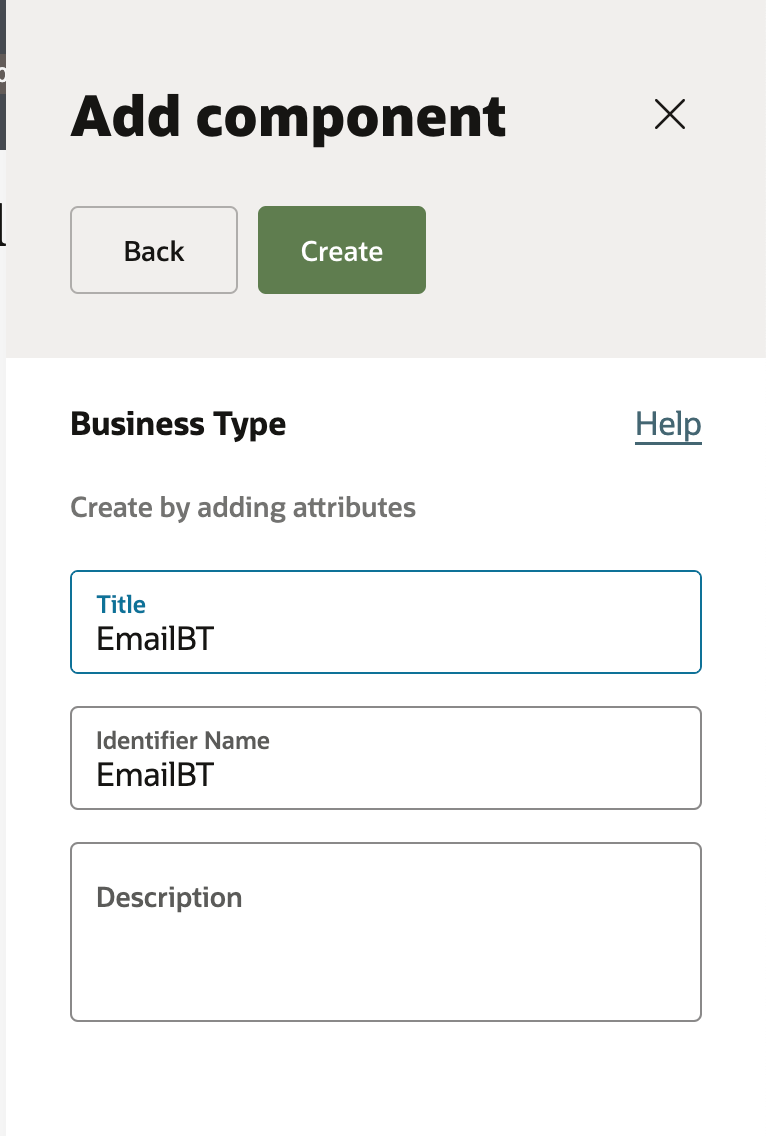 Add component
Back
Create
Business Type
Help
Create by adding attributes
Title
EmailBT
Identifier Name
EmailBT
Description